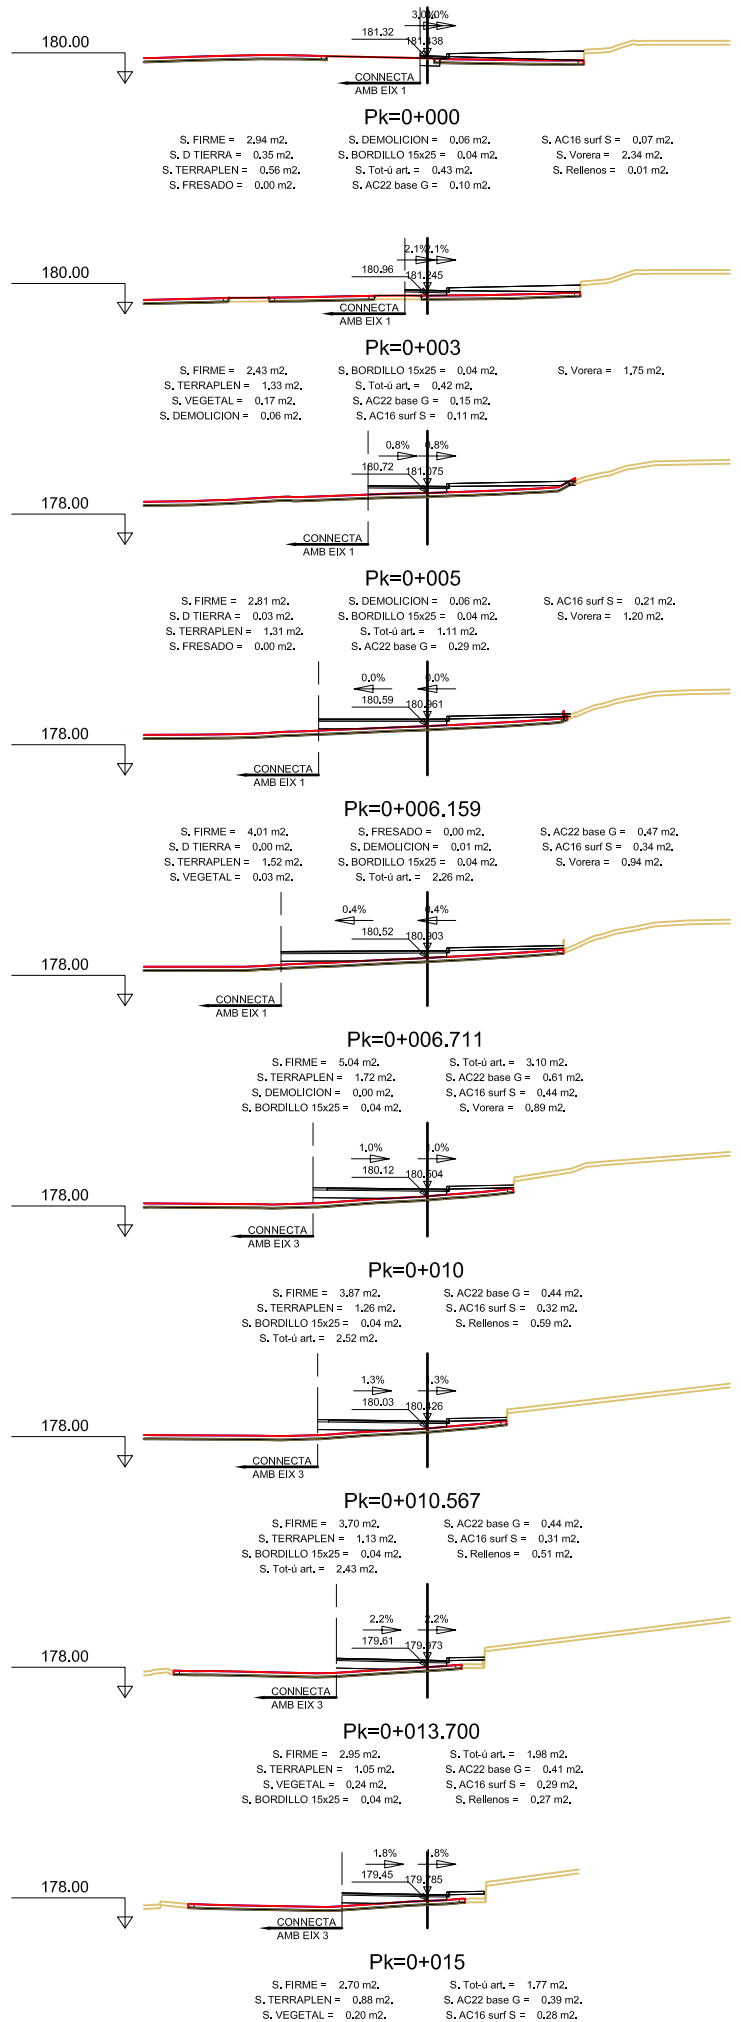 3.0% 3.0%
181.32
181.438
180.00
CONNECTA
AMB EIX 1
Pk=0+000
S. FIRME = 2.94 m2. S. DEMOLICION = 0.06 m2. S. AC16 surf S = 0.07 m2.
S. D TIERRA = 0.35 m2. S. BORDILLO 15x25 = 0.04 m2. S. Vorera = 2.34 m2.
S. TERRAPLEN = 0.56 m2. S. Tot-ú art. = 0.43 m2. S. Rellenos = 0.01 m2.
S. FRESADO = 0.00 m2. S. AC22 base G = 0.10 m2.
2.1% 2.1%
180.96
181.245
180.00
CONNECTA
AMB EIX 1
Pk=0+003
S. FIRME = 2.43 m2. S. BORDILLO 15x25 = 0.04 m2. S. Vorera = 1.75 m2.
S. TERRAPLEN = 1.33 m2. S. Tot-ú art. = 0.42 m2.
S. VEGETAL = 0.17 m2. S. AC22 base G = 0.15 m2.
S. DEMOLICION = 0.06 m2. S. AC16 surf S = 0.11 m2.
0.8% 0.8%
180.72
181.075
178.00
CONNECTA
AMB EIX 1
Pk=0+005
S. FIRME = 2.81 m2. S. DEMOLICION = 0.06 m2. S. AC16 surf S = 0.21 m2.
S. D TIERRA = 0.03 m2. S. BORDILLO 15x25 = 0.04 m2. S. Vorera = 1.20 m2.
S. TERRAPLEN = 1.31 m2. S. Tot-ú art. = 1.11 m2.
S. FRESADO = 0.00 m2. S. AC22 base G = 0.29 m2.
0.0% 0.0%
180.59
180.961
178.00
CONNECTA
AMB EIX 1
Pk=0+006.159
S. FIRME = 4.01 m2. S. FRESADO = 0.00 m2. S. AC22 base G = 0.47 m2.
S. D TIERRA = 0.00 m2. S. DEMOLICION = 0.01 m2. S. AC16 surf S = 0.34 m2.
S. TERRAPLEN = 1.52 m2. S. BORDILLO 15x25 = 0.04 m2. S. Vorera = 0.94 m2.
S. VEGETAL = 0.03 m2. S. Tot-ú art. = 2.26 m2.
0.4% 0.4%
180.52
180.903
178.00
CONNECTA
AMB EIX 1
Pk=0+006.711
S. FIRME = 5.04 m2. S. Tot-ú art. = 3.10 m2.
S. TERRAPLEN = 1.72 m2. S. AC22 base G = 0.61 m2.
S. DEMOLICION = 0.00 m2. S. AC16 surf S = 0.44 m2.
S. BORDILLO 15x25 = 0.04 m2. S. Vorera = 0.89 m2.
1.0% 1.0%
180.12
180.504
178.00
CONNECTA
AMB EIX 3
Pk=0+010
S. FIRME = 3.87 m2. S. AC22 base G = 0.44 m2.
S. TERRAPLEN = 1.26 m2. S. AC16 surf S = 0.32 m2.
S. BORDILLO 15x25 = 0.04 m2. S. Rellenos = 0.59 m2.
S. Tot-ú art. = 2.52 m2.
1.3% 1.3%
180.03
180.426
178.00
CONNECTA
AMB EIX 3
Pk=0+010.567
S. FIRME = 3.70 m2. S. AC22 base G = 0.44 m2.
S. TERRAPLEN = 1.13 m2. S. AC16 surf S = 0.31 m2.
S. BORDILLO 15x25 = 0.04 m2. S. Rellenos = 0.51 m2.
S. Tot-ú art. = 2.43 m2.
2.2% 2.2%
179.61
179.973
178.00
CONNECTA
AMB EIX 3
Pk=0+013.700
S. FIRME = 2.95 m2. S. Tot-ú art. = 1.98 m2.
S. TERRAPLEN = 1.05 m2. S. AC22 base G = 0.41 m2.
S. VEGETAL = 0.24 m2. S. AC16 surf S = 0.29 m2.
S. BORDILLO 15x25 = 0.04 m2. S. Rellenos = 0.27 m2.
1.8% 1.8%
179.45
179.785
178.00
CONNECTA
AMB EIX 3
Pk=0+015
S. FIRME = 2.70 m2. S. Tot-ú art. = 1.77 m2.
S. TERRAPLEN = 0.88 m2. S. AC22 base G = 0.39 m2.
S. VEGETAL = 0.20 m2. S. AC16 surf S = 0.28 m2.